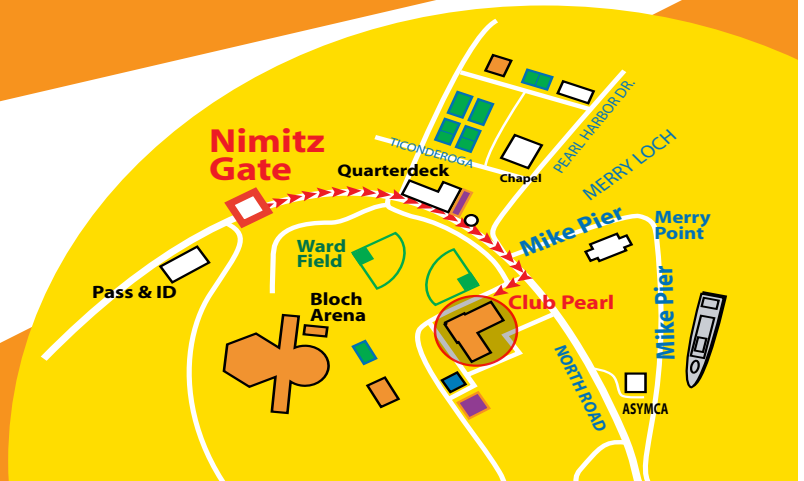 PEARL HARBOR DR.
TICONDEROGA
MERRY LOCH
Nimitz
Gate
Quarterdeck
Chapel
Mike Pier
Merry
Point
Ward
Field
Pass & ID
Bloch
Arena
Club Pearl
Mike Pier
NORTH ROAD
ASYMCA